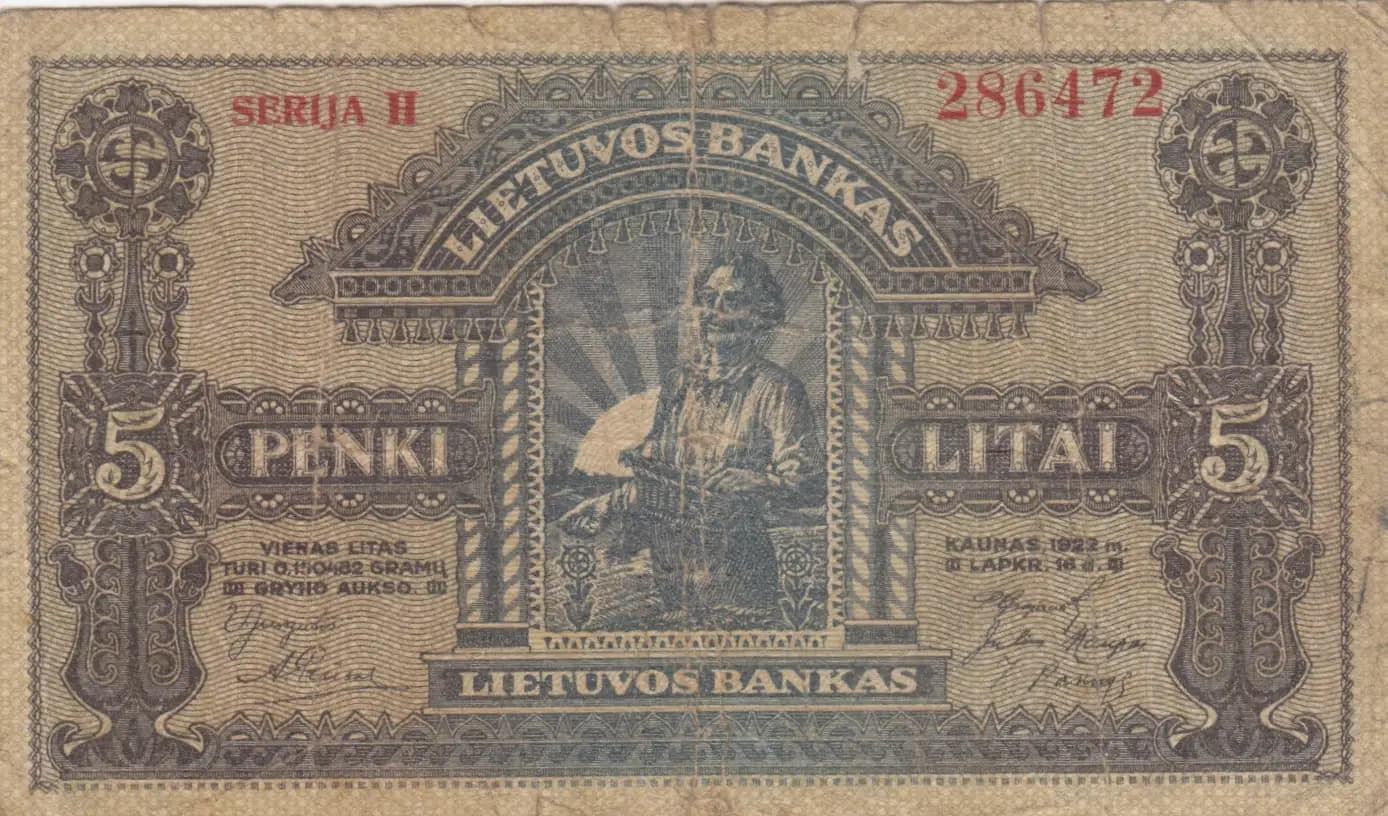 SERIJA H
286472
LIETUVOS BANKAS
5
PENKI
LITAI
5
VIENAS LITAS
TURI 0,150462 GRAMŲ
GRYNO AUKSO.
KAUNAS, 1922 m.
LAPKR. 16 d.
LIETUVOS BANKAS